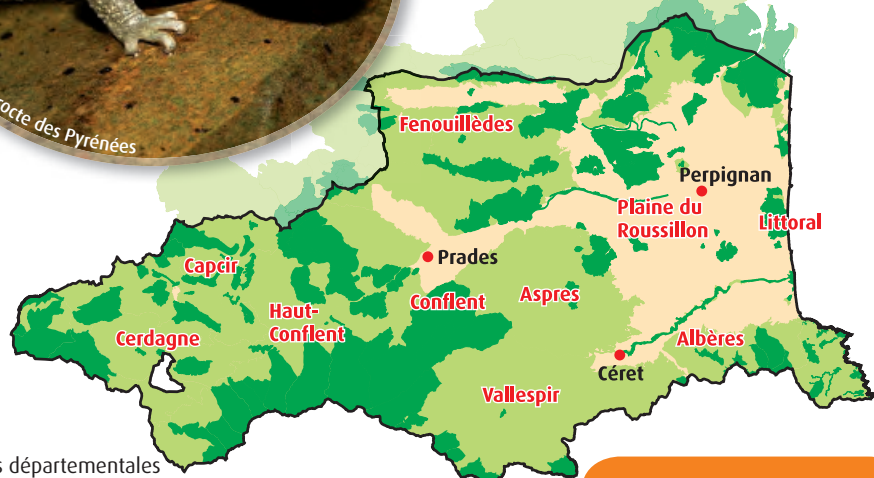 octe des Pyrénées
Fenouillèdes
Perpignan
Plaine du
Roussillon
Littoral
Capcir
Prades
Conflent
Aspres
Haut-
Conflent
Cerdagne
Albères
Céret
Vallespir
s départementales